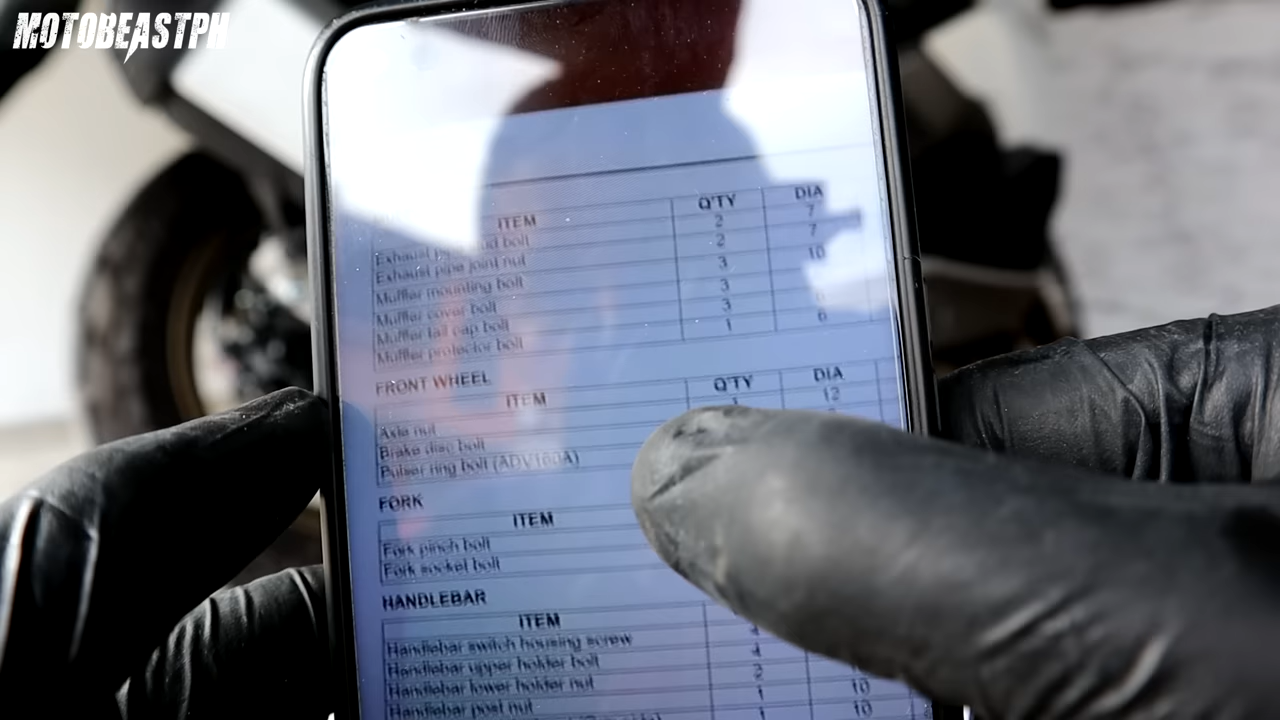 MOTOBEASTPH
ITEM Q'TY DIA
Exhaust bolt 2 7
Exhaust pipe joint nut 2 7
Muffler mounting bolt 3 10
Muffler cover bolt 3
Muffler tail cap bolt 3 6
Muffler protector bolt 1 6
FRONT WHEEL
ITEM Q'TY DIA
Axle nut 1 12
Brake disc bolt
Pulser ring bolt (ADV160A)
FORK
ITEM
Fork pinch bolt
Fork socket bolt
HANDLEBAR
ITEM
Handlebar switch housing screw 4
Handlebar upper holder bolt 4
Handlebar lower holder nut 2
Handlebar post nut 1 10
1 10